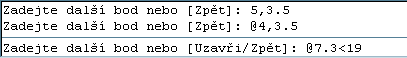 Zadejte další bod nebo [Zpět]: 5,3.5
Zadejte další bod nebo [Zpět]: @4,3.5
Zadejte další bod nebo [Uzavři/Zpět]: @7.3<19